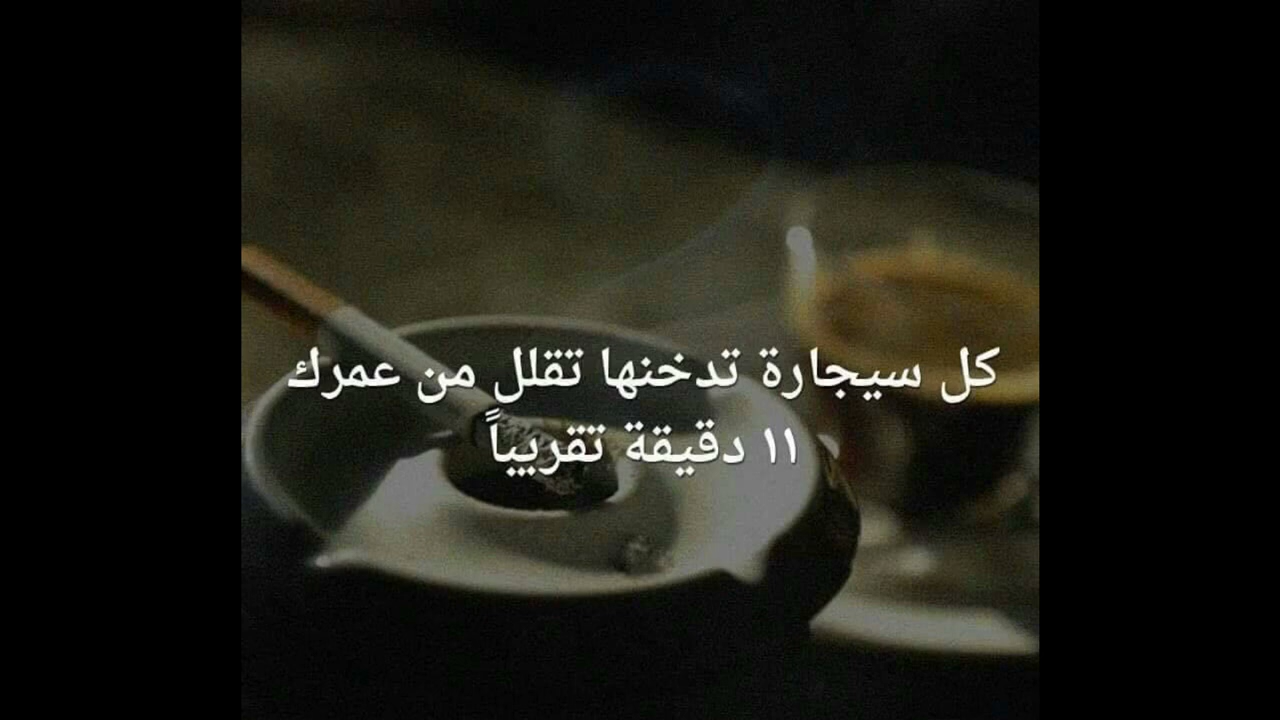 كل سيجارة تدخنها تقلل من عمرك
١١ دقيقة تقريباً